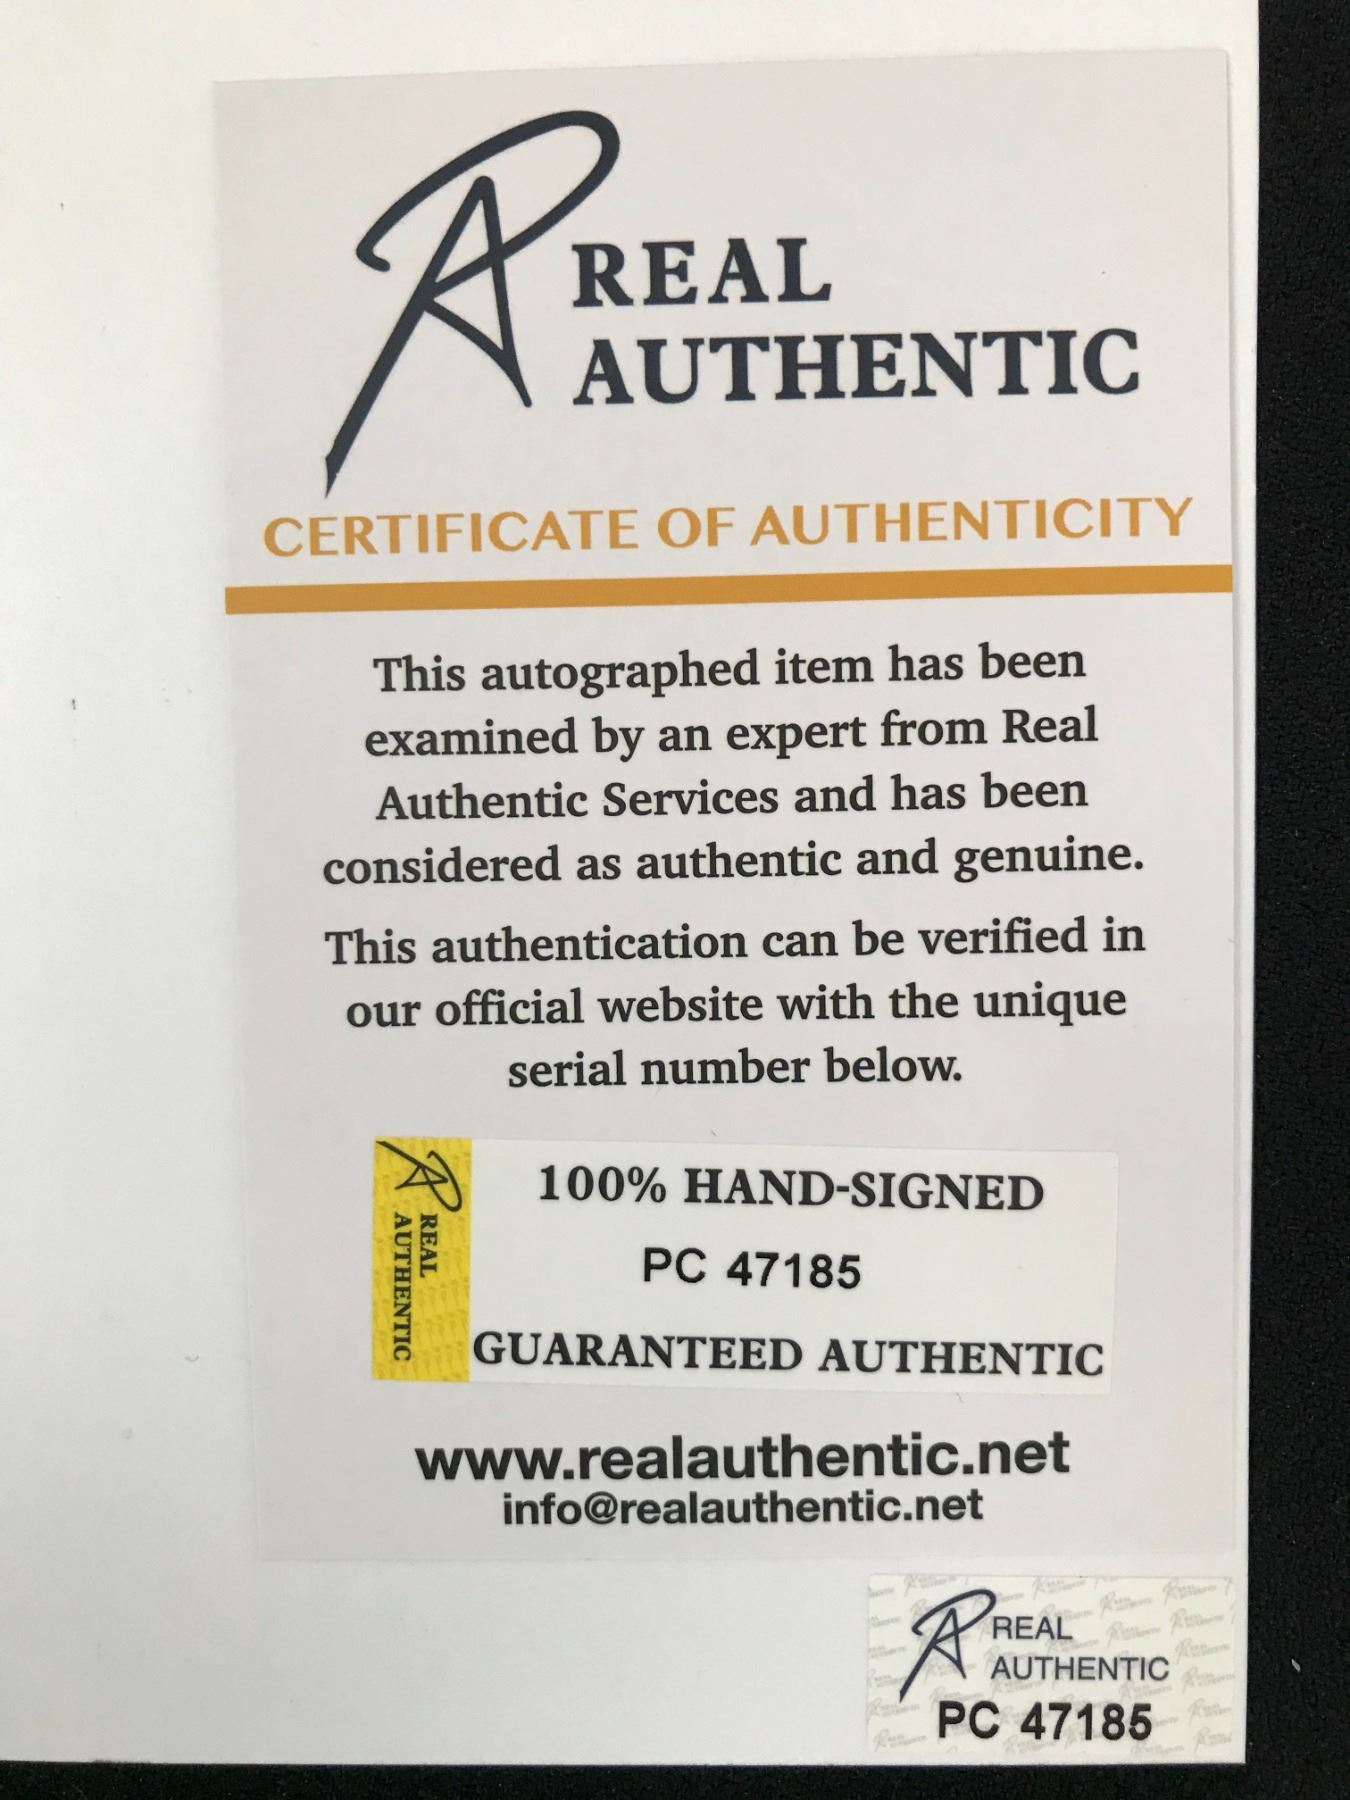 REAL
AUTHENTIC
CERTIFICATE OF AUTHENTICITY
This autographed item has been
examined by an expert from Real
Authentic Services and has been
considered as authentic and genuine.
This authentication can be verified in
our official website with the unique
serial number below.
REAL
AUTHENTIC
100% HAND-SIGNED
PC 47185
GUARANTEED AUTHENTIC
www.realauthentic.net
info@realauthentic.net
REAL
AUTHENTIC
PC 47185